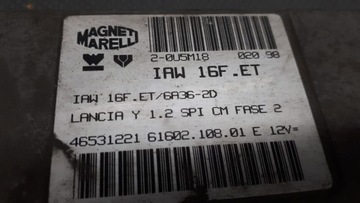 MAGNETI
MARELLI
2-0U5M18 020 98
IAW 16F.ET
IAW 16F.ET/6A36-2D
LANCIA Y 1.2 SPI CM FASE 2
46531221 61602.108.01 E 12V=